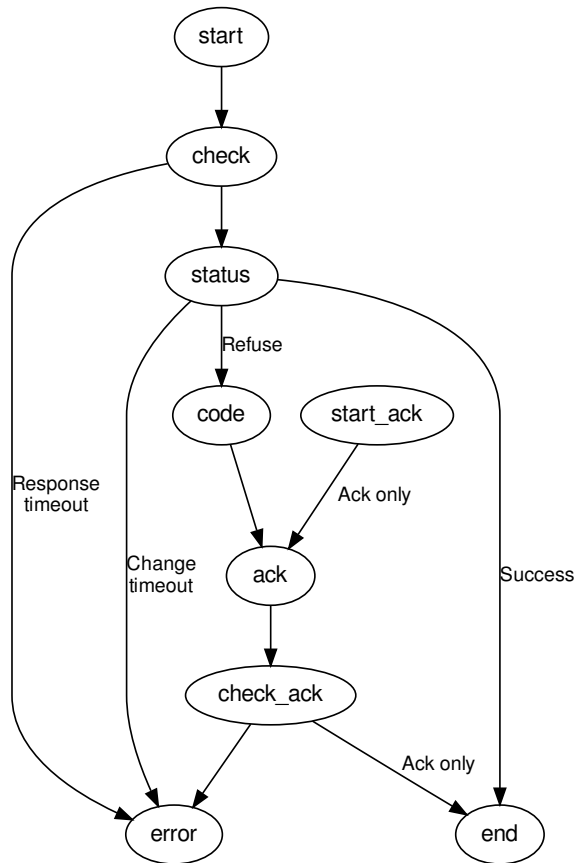 start
check
status
Refuse
code
start_ack
Response
timeout
Ack only
Change
timeout
ack
Success
check_ack
Ack only
error
end